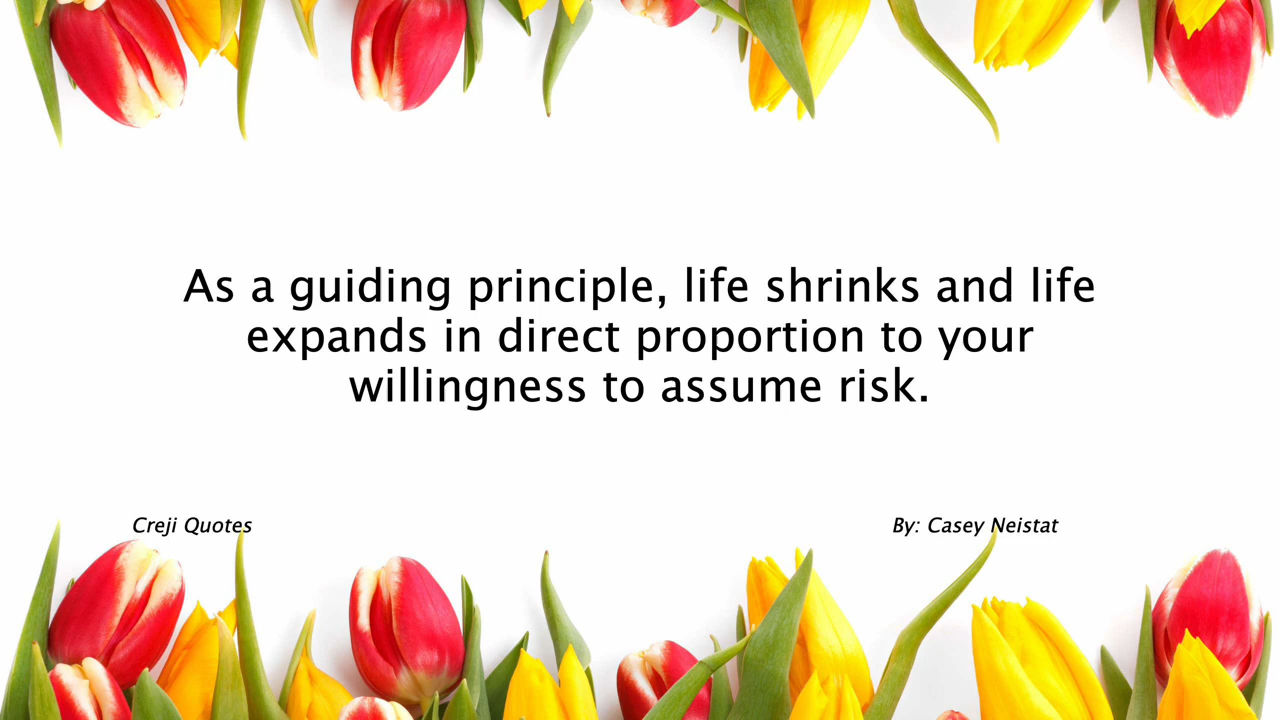 As a guiding principle, life shrinks and life
expands in direct proportion to your
willingness to assume risk.
Creji Quotes
By: Casey Neistat